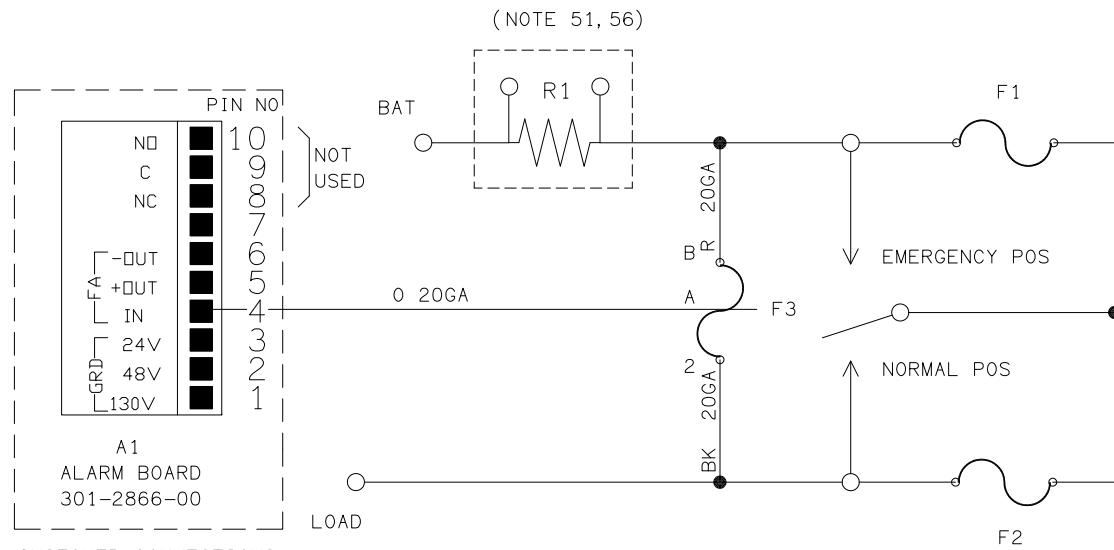 (NOTE 51, 56)
PIN NO
BAT
R1
F1
NO
10
C
9
NC
8
NOT
USED
7
-OUT
6
+OUT
5
IN
4
FA
24V
3
48V
2
130V
1
GRD
20GA
R
B
EMERGENCY POS
O 20GA
A
F3
2
NORMAL POS
20GA
BK
A1
ALARM BOARD
301-2866-00
LOAD
F2